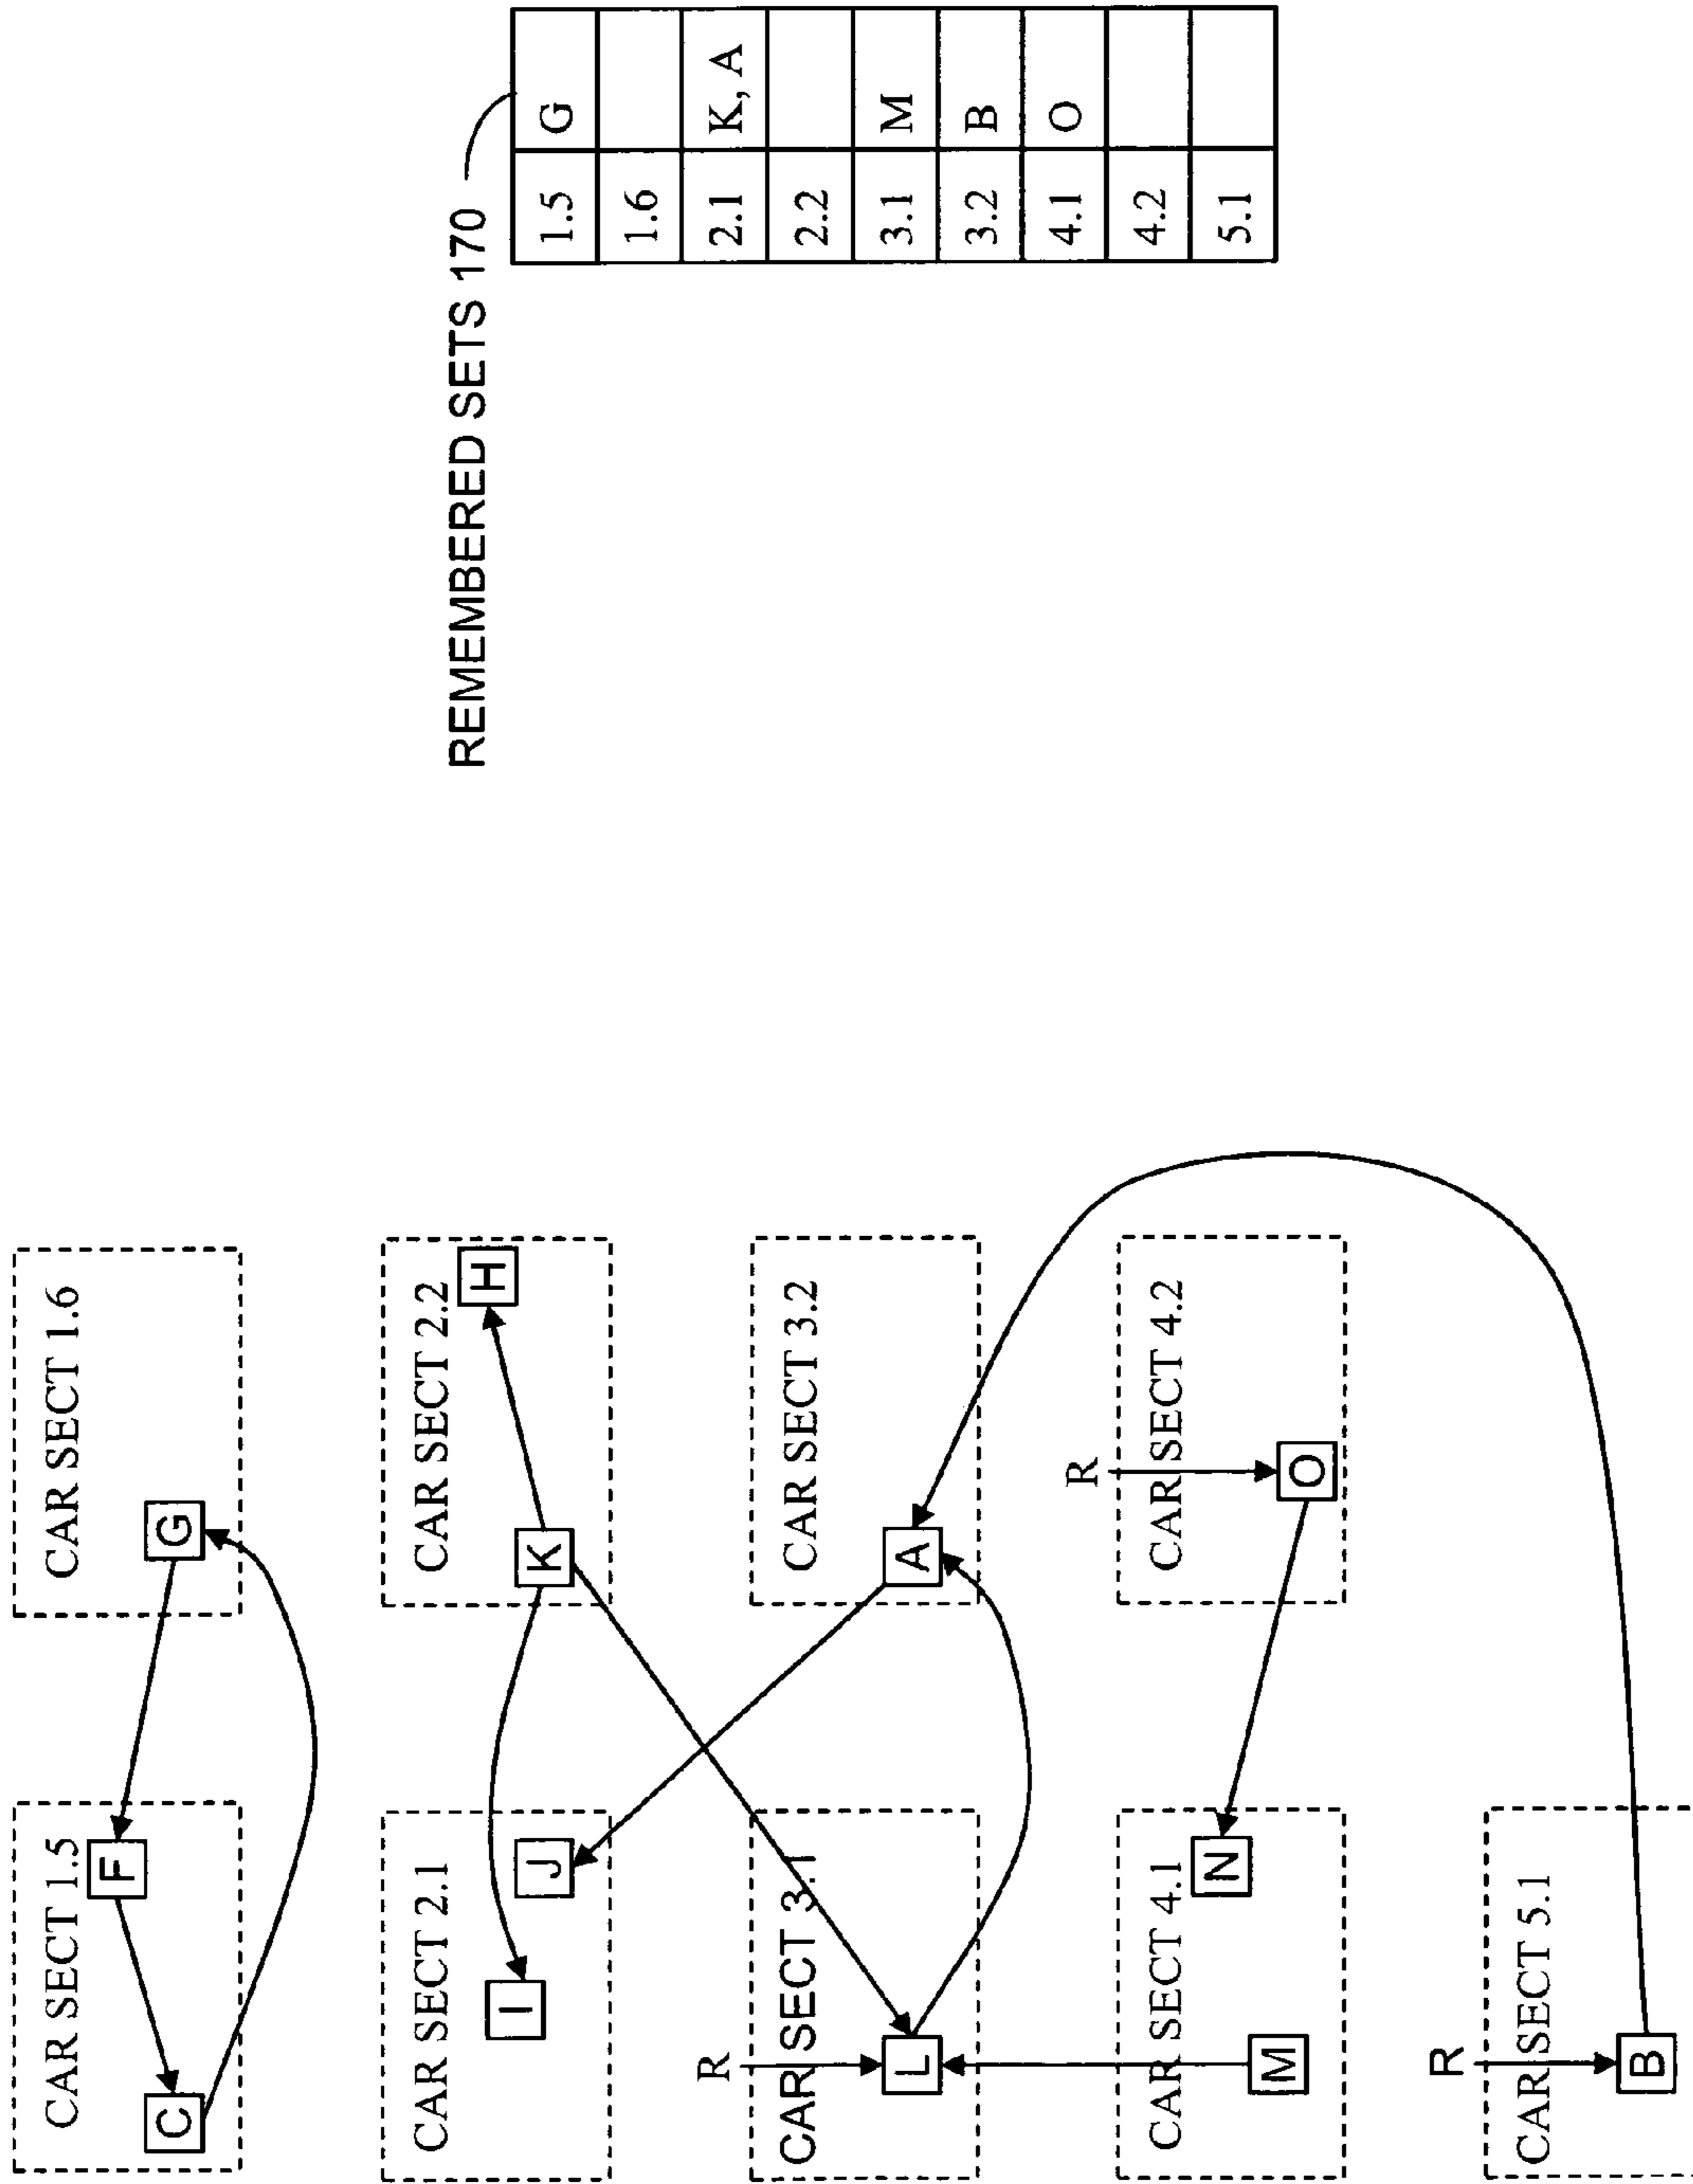 CAR SECT 1.5
F
C
CAR SECT 1.6
G
CAR SECT 2.1
I
J
CAR SECT 2.2
H
K
R
CAR SECT 3.1
L
CAR SECT 3.2
A
CAR SECT 4.1
N
M
R
CAR SECT 4.2
O
R
CAR SECT 5.1
B
REMEMBERED SETS 170
1.5 G
1.6
2.1 K, A
2.2
3.1 M
3.2 B
4.1 O
4.2
5.1